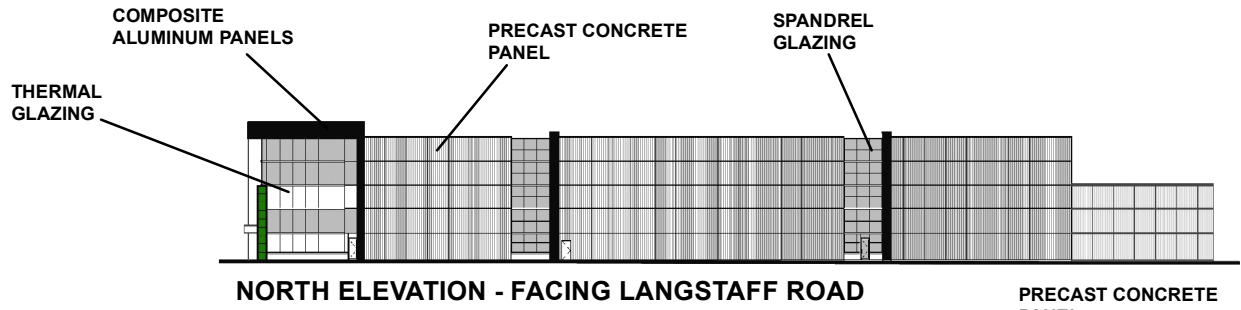 COMPOSITE
ALUMINUM PANELS
PRECAST CONCRETE
PANEL
SPANDREL
GLAZING
THERMAL
GLAZING
NORTH ELEVATION - FACING LANGSTAFF ROAD
PRECAST CONCRETE